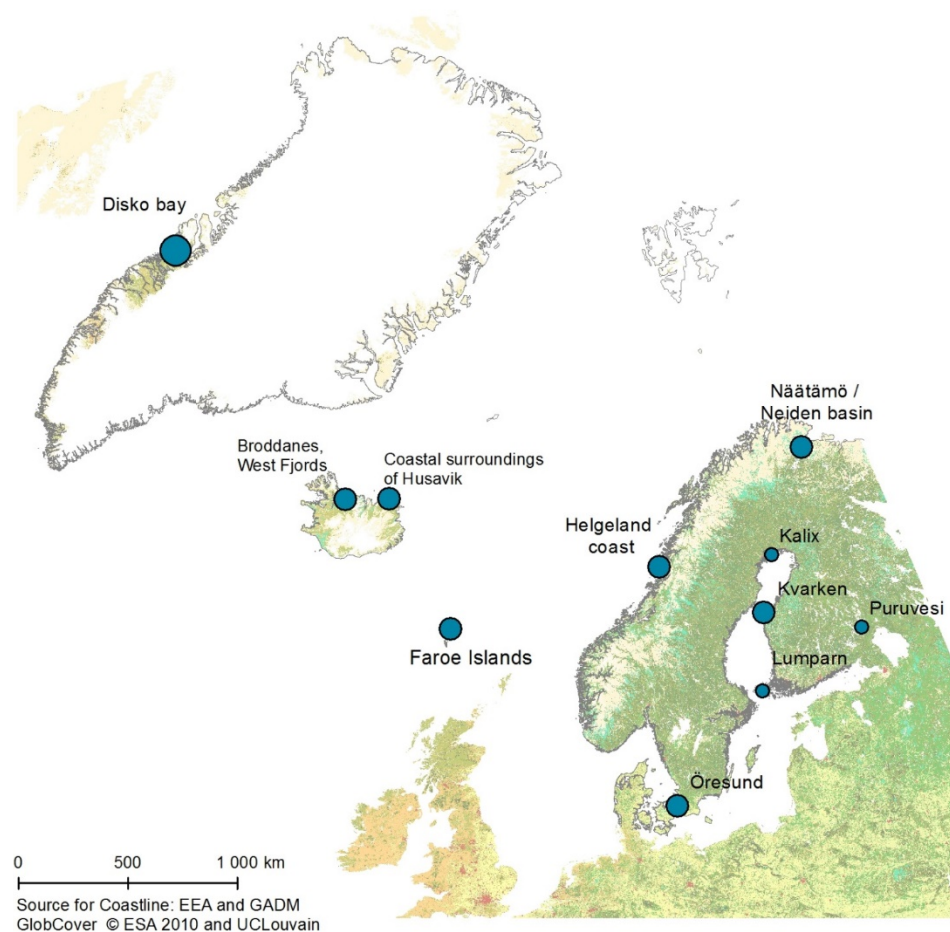 Disko bay
Näätämö /
Neiden basin
Broddanes,
West Fjords
Coastal surroundings
of Husavik
Helgeland
coast
Kalix
Kvarken
Puruvesi
Faroe Islands
Lumparn
Öresund
0 500 1 000 km
Source for Coastline: EEA and GADM
GlobCover © ESA 2010 and UCLouvain